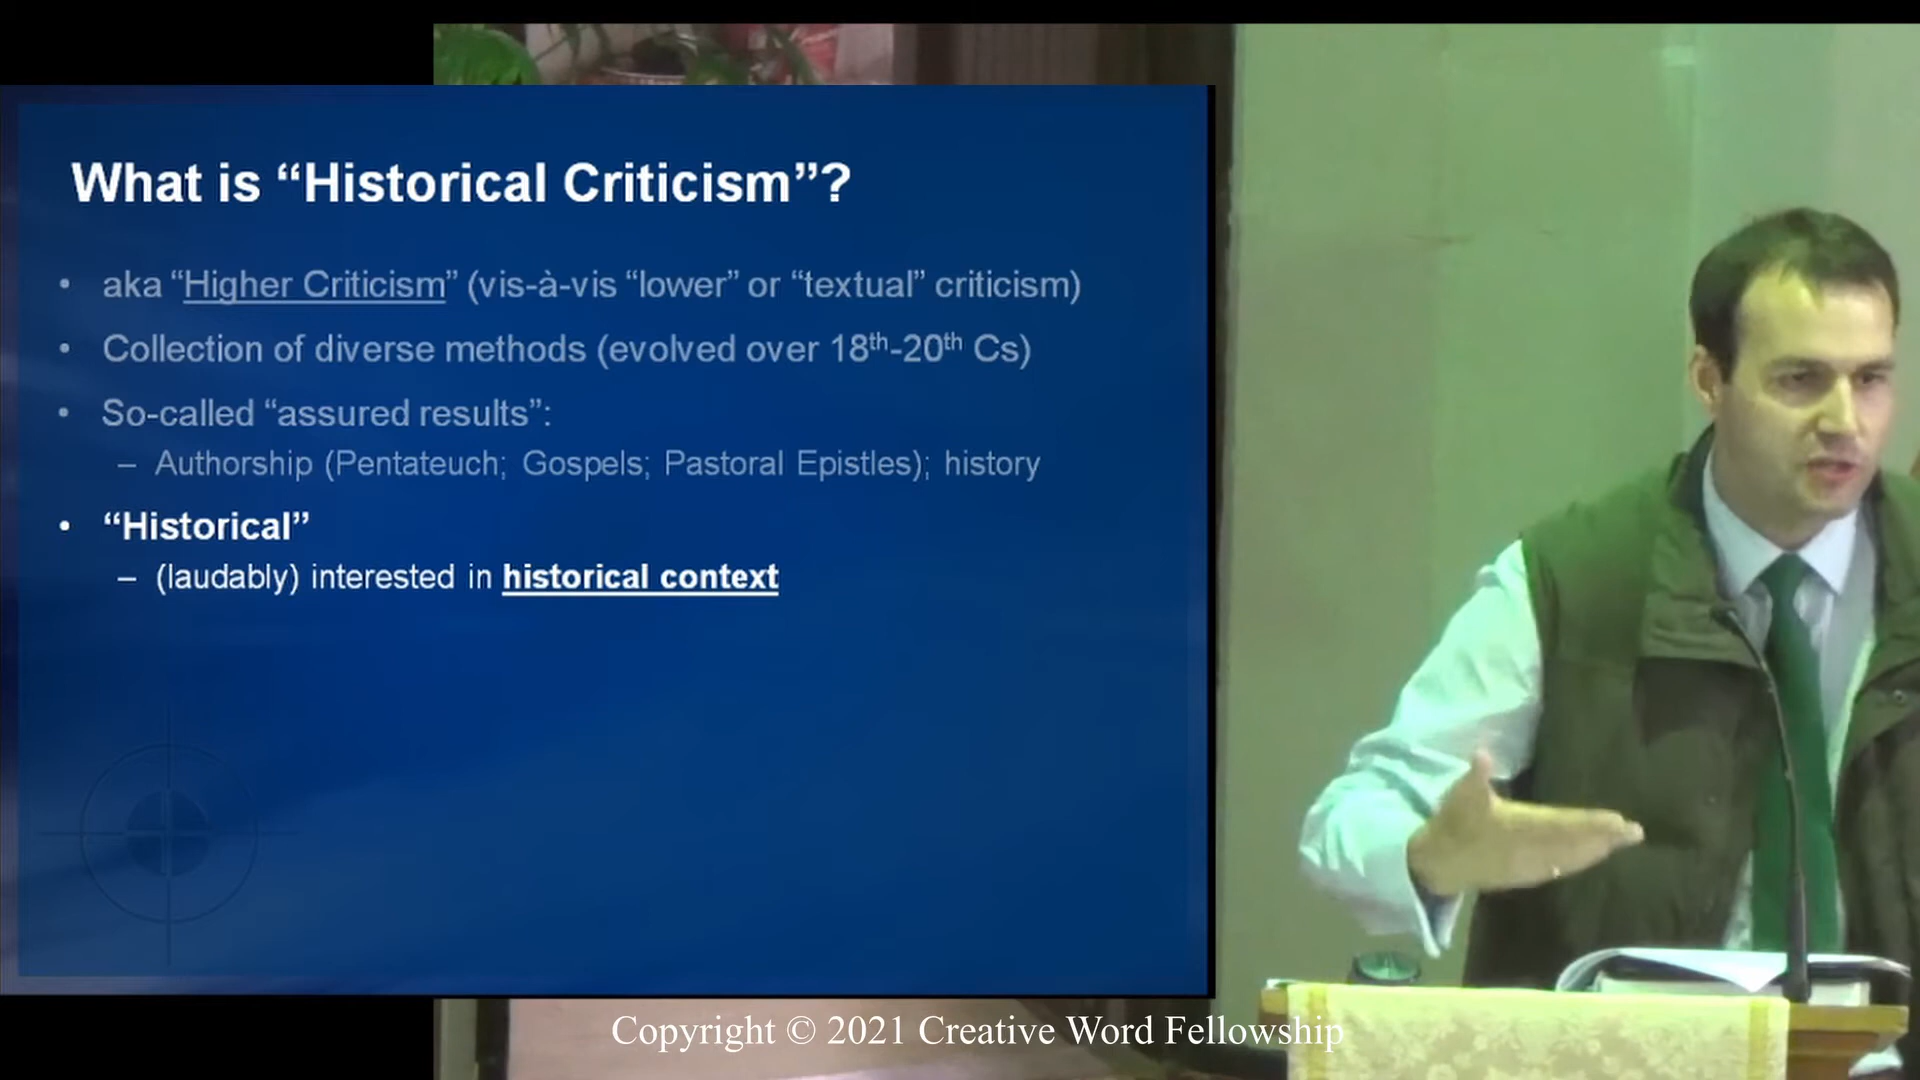 What is “Historical Criticism”?
• aka “Higher Criticism” (vis-à-vis “lower” or “textual” criticism)
• Collection of diverse methods (evolved over 18th-20th Cs)
• So-called “assured results”:
– Authorship (Pentateuch; Gospels; Pastoral Epistles); history
• “Historical”
– (laudably) interested in historical context
Copyright © 2021 Creative Word Fellowship